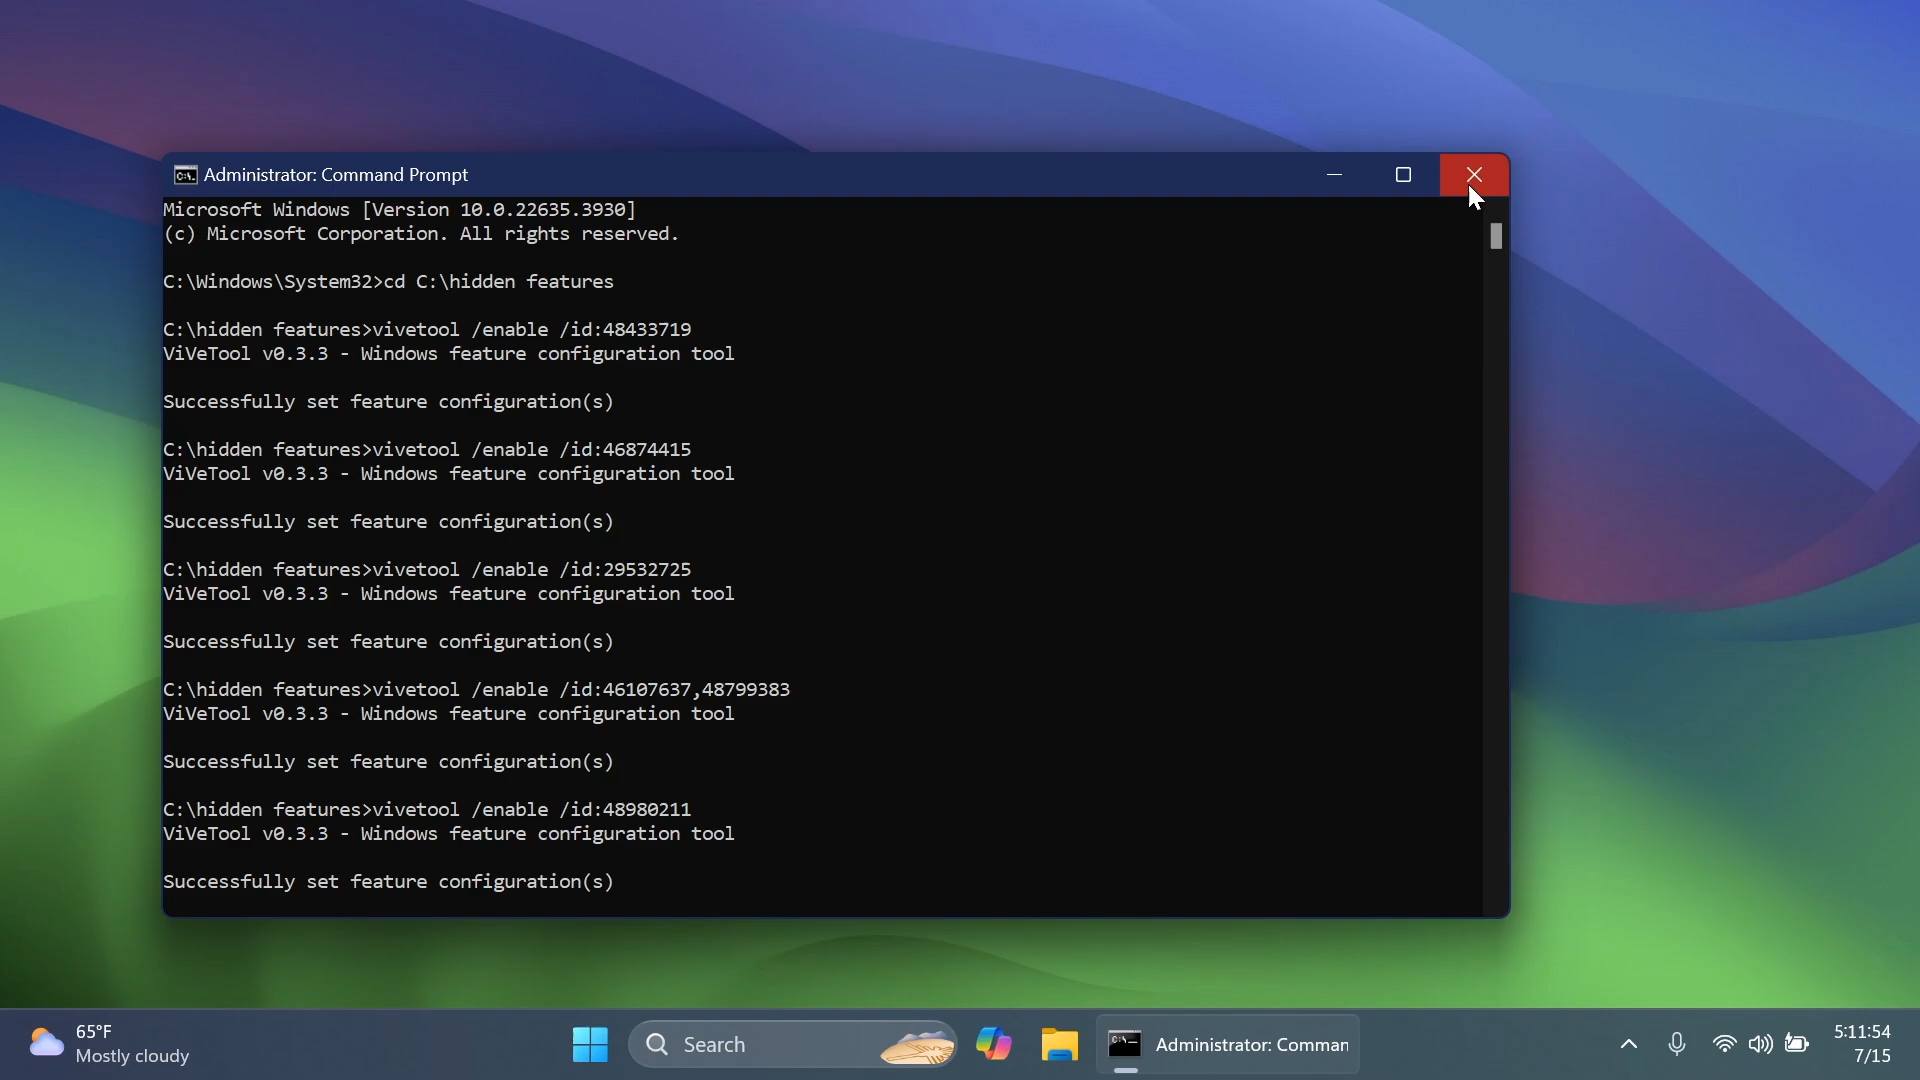 Administrator: Command Prompt
Microsoft Windows [Version 10.0.22635.3930]
(c) Microsoft Corporation. All rights reserved.
C:\Windows\System32>cd C:\hidden features
C:\hidden features>vivetool /enable /id:48433719
ViVeTool v0.3.3 - Windows feature configuration tool
Successfully set feature configuration(s)
C:\hidden features>vivetool /enable /id:46874415
ViVeTool v0.3.3 - Windows feature configuration tool
Successfully set feature configuration(s)
C:\hidden features>vivetool /enable /id:29532725
ViVeTool v0.3.3 - Windows feature configuration tool
Successfully set feature configuration(s)
C:\hidden features>vivetool /enable /id:46107637,48799383
ViVeTool v0.3.3 - Windows feature configuration tool
Successfully set feature configuration(s)
C:\hidden features>vivetool /enable /id:48980211
ViVeTool v0.3.3 - Windows feature configuration tool
Successfully set feature configuration(s)
65°F
Mostly cloudy
Search
Administrator: Comman
5:11:54
7/15